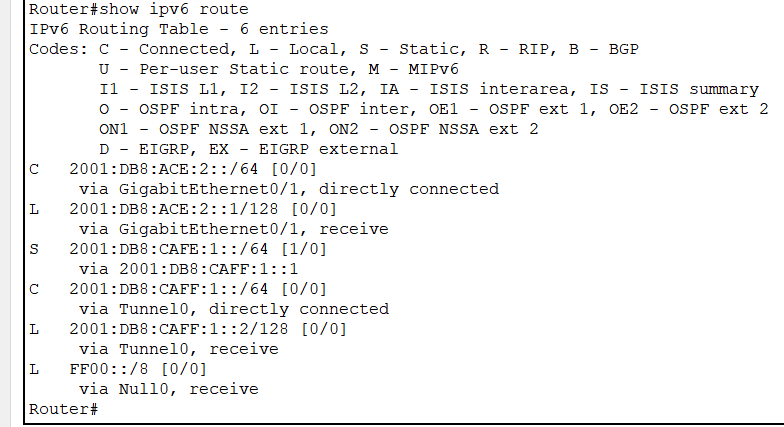 Router#show ipv6 route
IPv6 Routing Table - 6 entries
Codes: C - Connected, L - Local, S - Static, R - RIP, B - BGP
       U - Per-user Static route, M - MIPv6
       I1 - ISIS L1, I2 - ISIS L2, IA - ISIS interarea, IS - ISIS summary
       O - OSPF intra, OI - OSPF inter, OE1 - OSPF ext 1, OE2 - OSPF ext 2
       ON1 - OSPF NSSA ext 1, ON2 - OSPF NSSA ext 2
       D - EIGRP, EX - EIGRP external
C   2001:DB8:ACE:2::/64 [0/0]
     via GigabitEthernet0/1, directly connected
L   2001:DB8:ACE:2::1/128 [0/0]
     via GigabitEthernet0/1, receive
S   2001:DB8:CAFE:1::/64 [1/0]
     via 2001:DB8:CAFF:1::1
C   2001:DB8:CAFF:1::/64 [0/0]
     via Tunnel0, directly connected
L   2001:DB8:CAFF:1::2/128 [0/0]
     via Tunnel0, receive
L   FF00::/8 [0/0]
     via Null0, receive
Router#